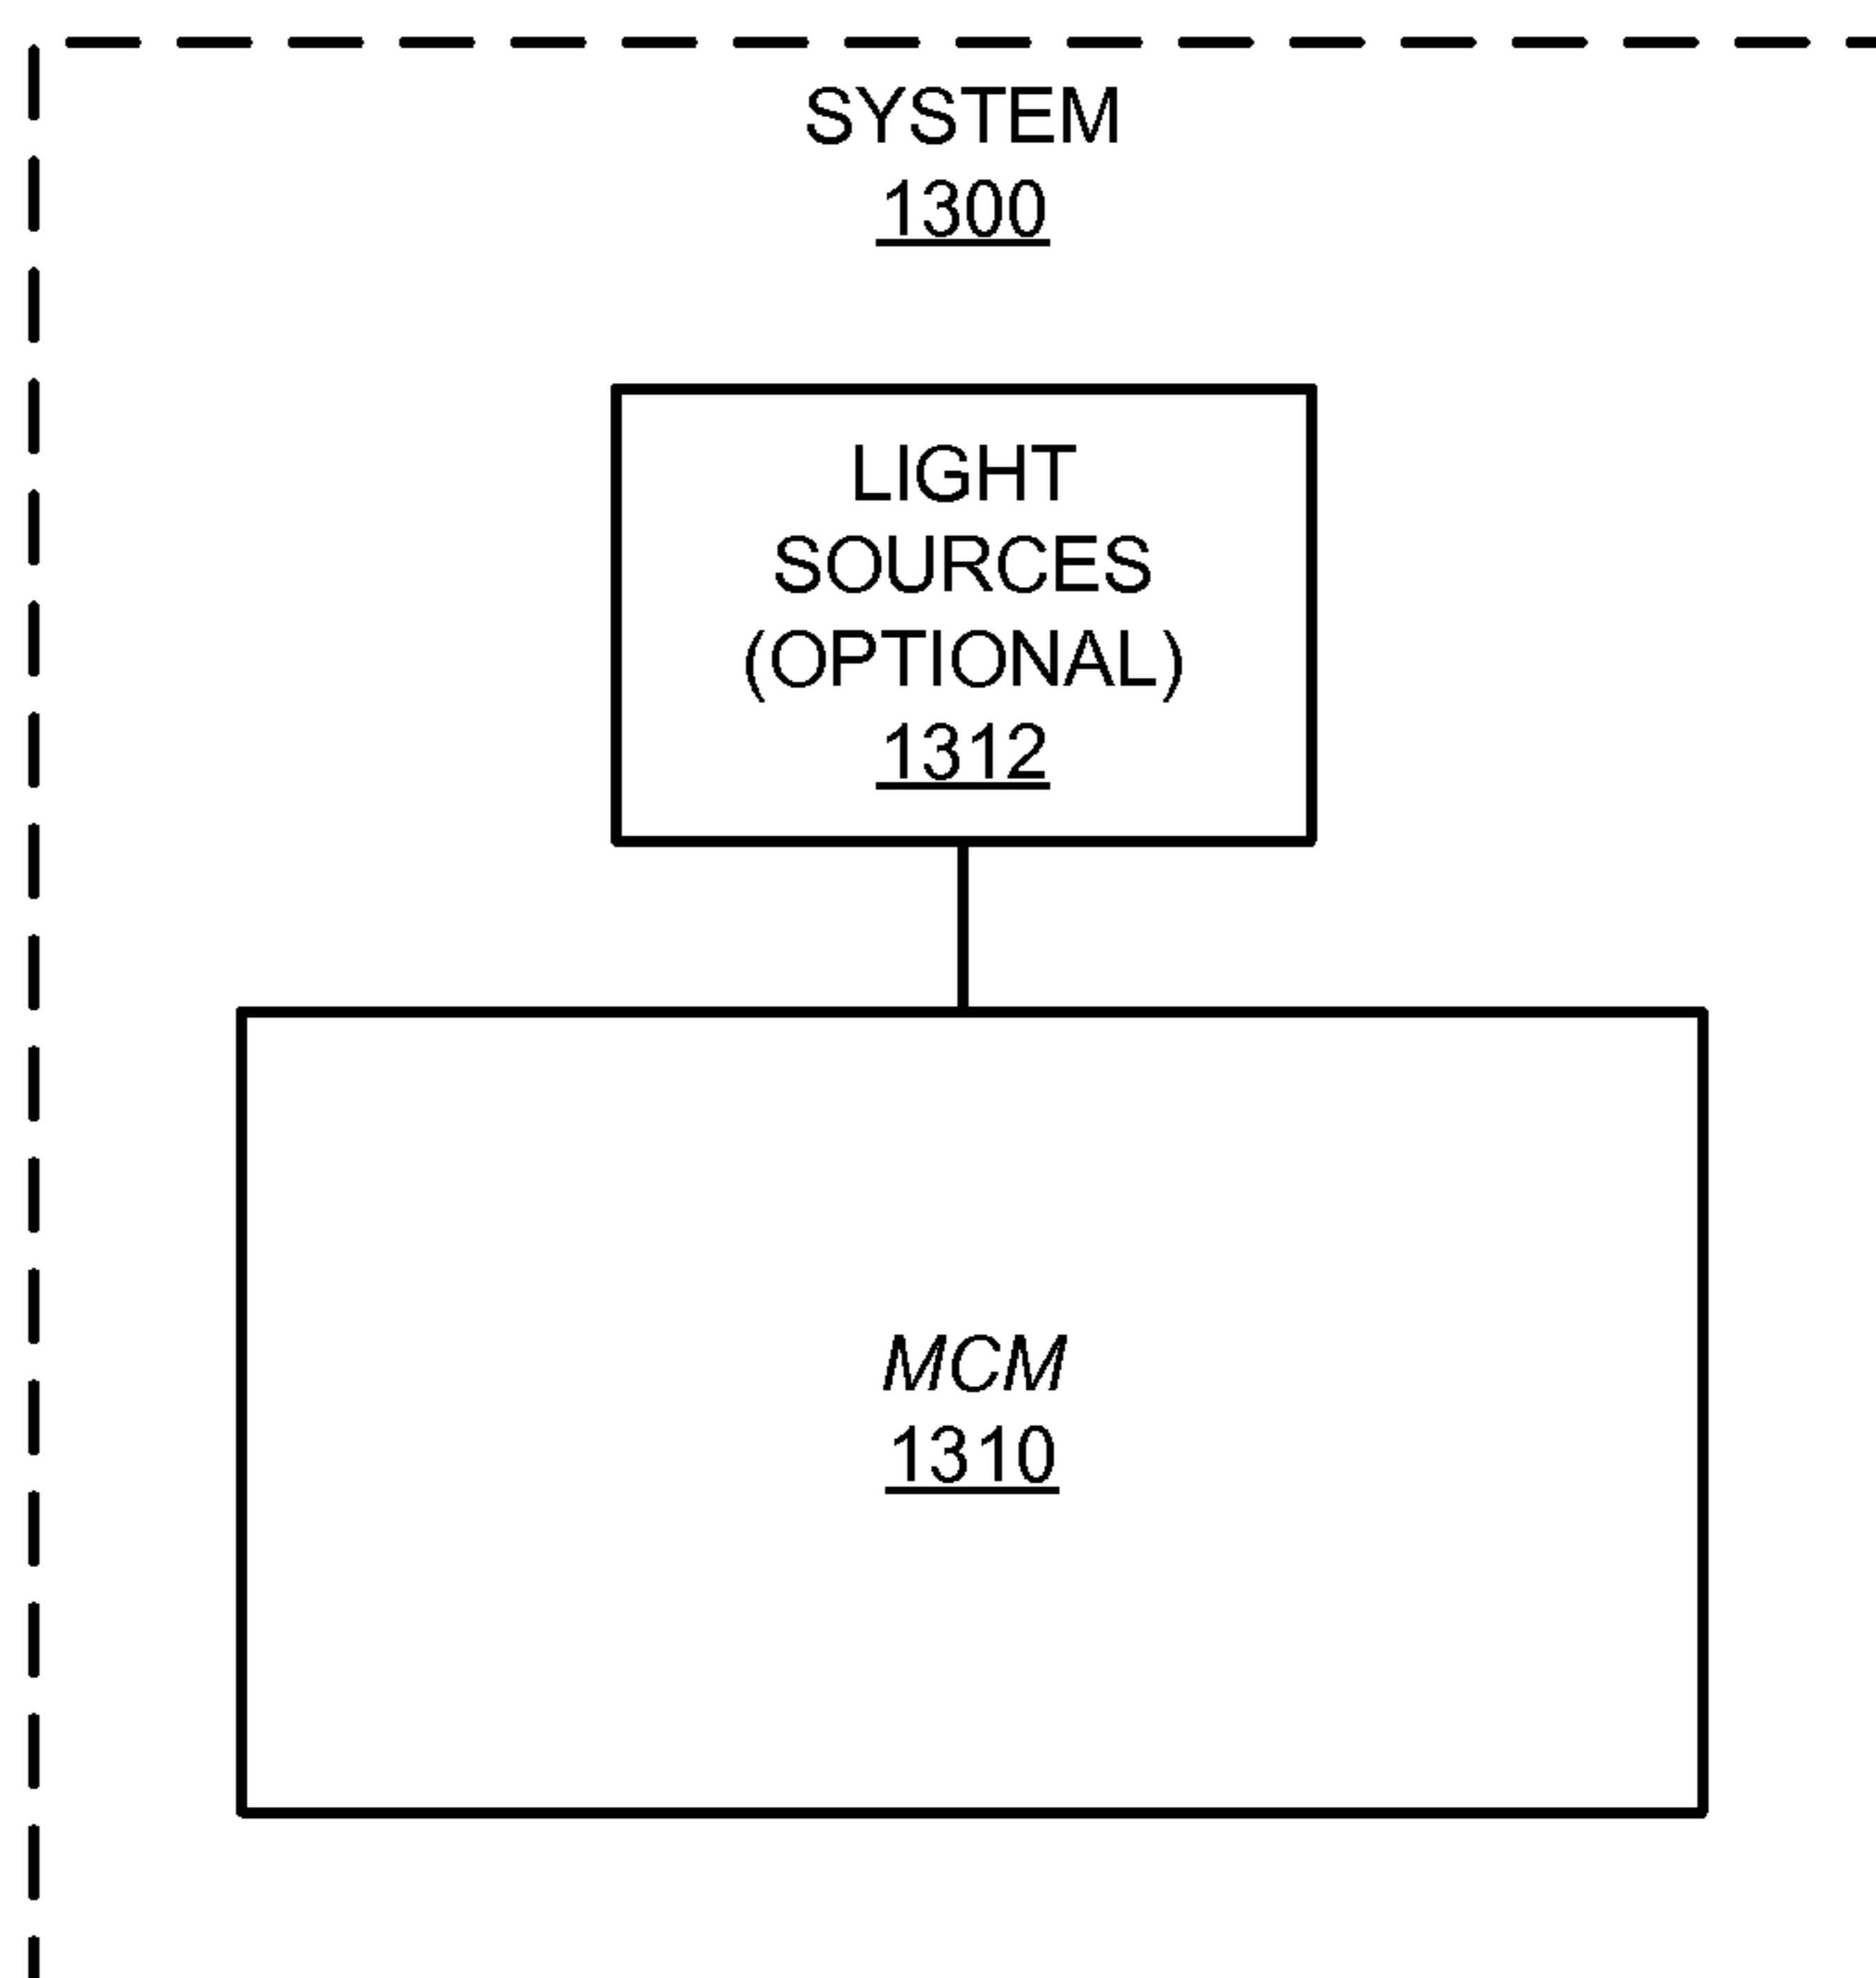 SYSTEM
1300
LIGHT
SOURCES
(OPTIONAL)
1312
MCM
1310